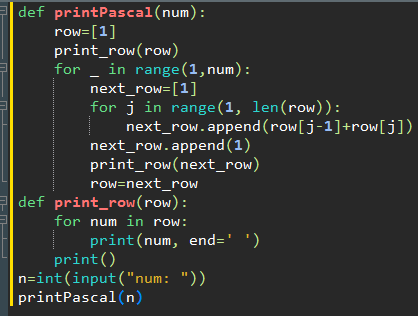 def printPascal(num):
    row=[1]
    print_row(row)
    for _ in range(1,num):
        next_row=[1]
        for j in range(1, len(row)):
            next_row.append(row[j-1]+row[j])
        next_row.append(1)
        print_row(next_row)
        row=next_row
def print_row(row):
    for num in row:
        print(num, end=' ')
    print()
n=int(input("num: "))
printPascal(n)